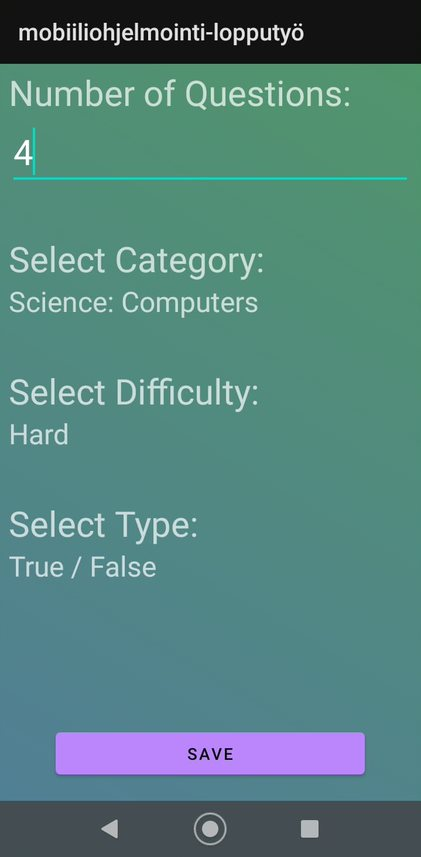 mobiiliohjelmointi-lopputyö
Number of Questions:
4
Select Category:
Science: Computers
Select Difficulty:
Hard
Select Type:
True / False
SAVE